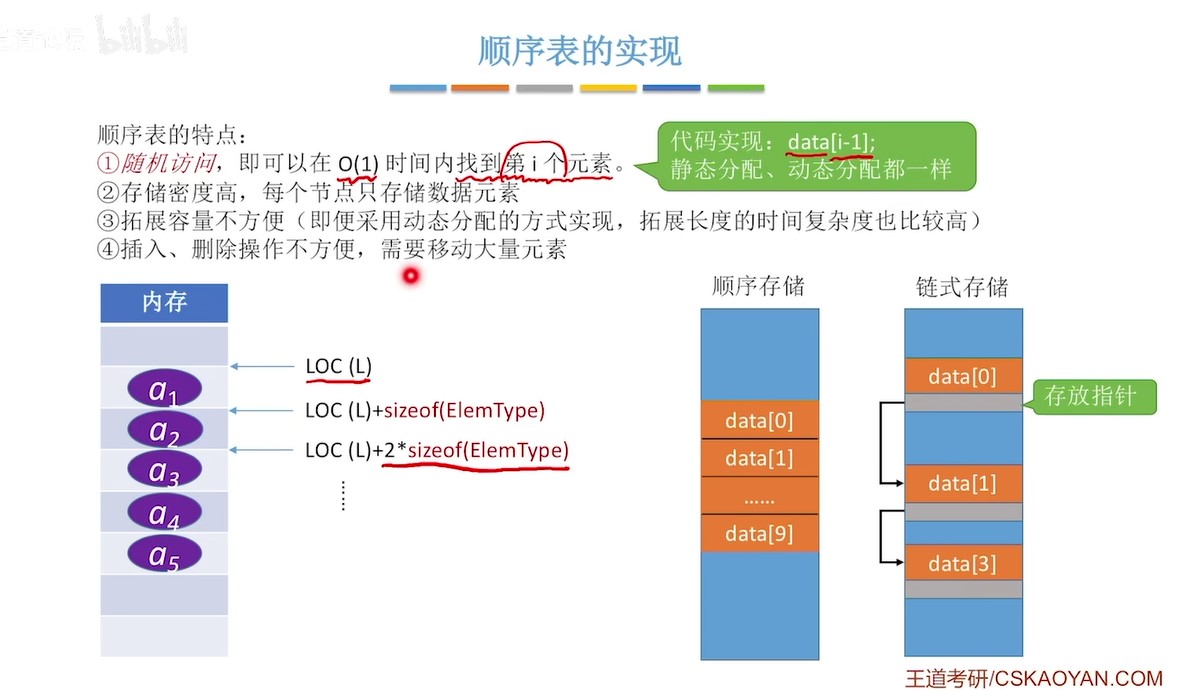 bilibili
顺序表的实现
顺序表的特点：
①随机访问，即可以在 O(1) 时间内找到第 i 个元素。
代码实现：data[i-1];
静态分配、动态分配都一样
②存储密度高，每个节点只存储数据元素
③拓展容量不方便（即便采用动态分配的方式实现，拓展长度的时间复杂度也比较高）
④插入、删除操作不方便，需要移动大量元素
内存
a1
a2
a3
a4
a5
LOC (L)
LOC (L)+sizeof(ElemType)
LOC (L)+2*sizeof(ElemType)
顺序存储
data[0]
data[1]
......
data[9]
链式存储
data[0]
存放指针
data[1]
data[3]
王道考研/CSKAOYAN.COM